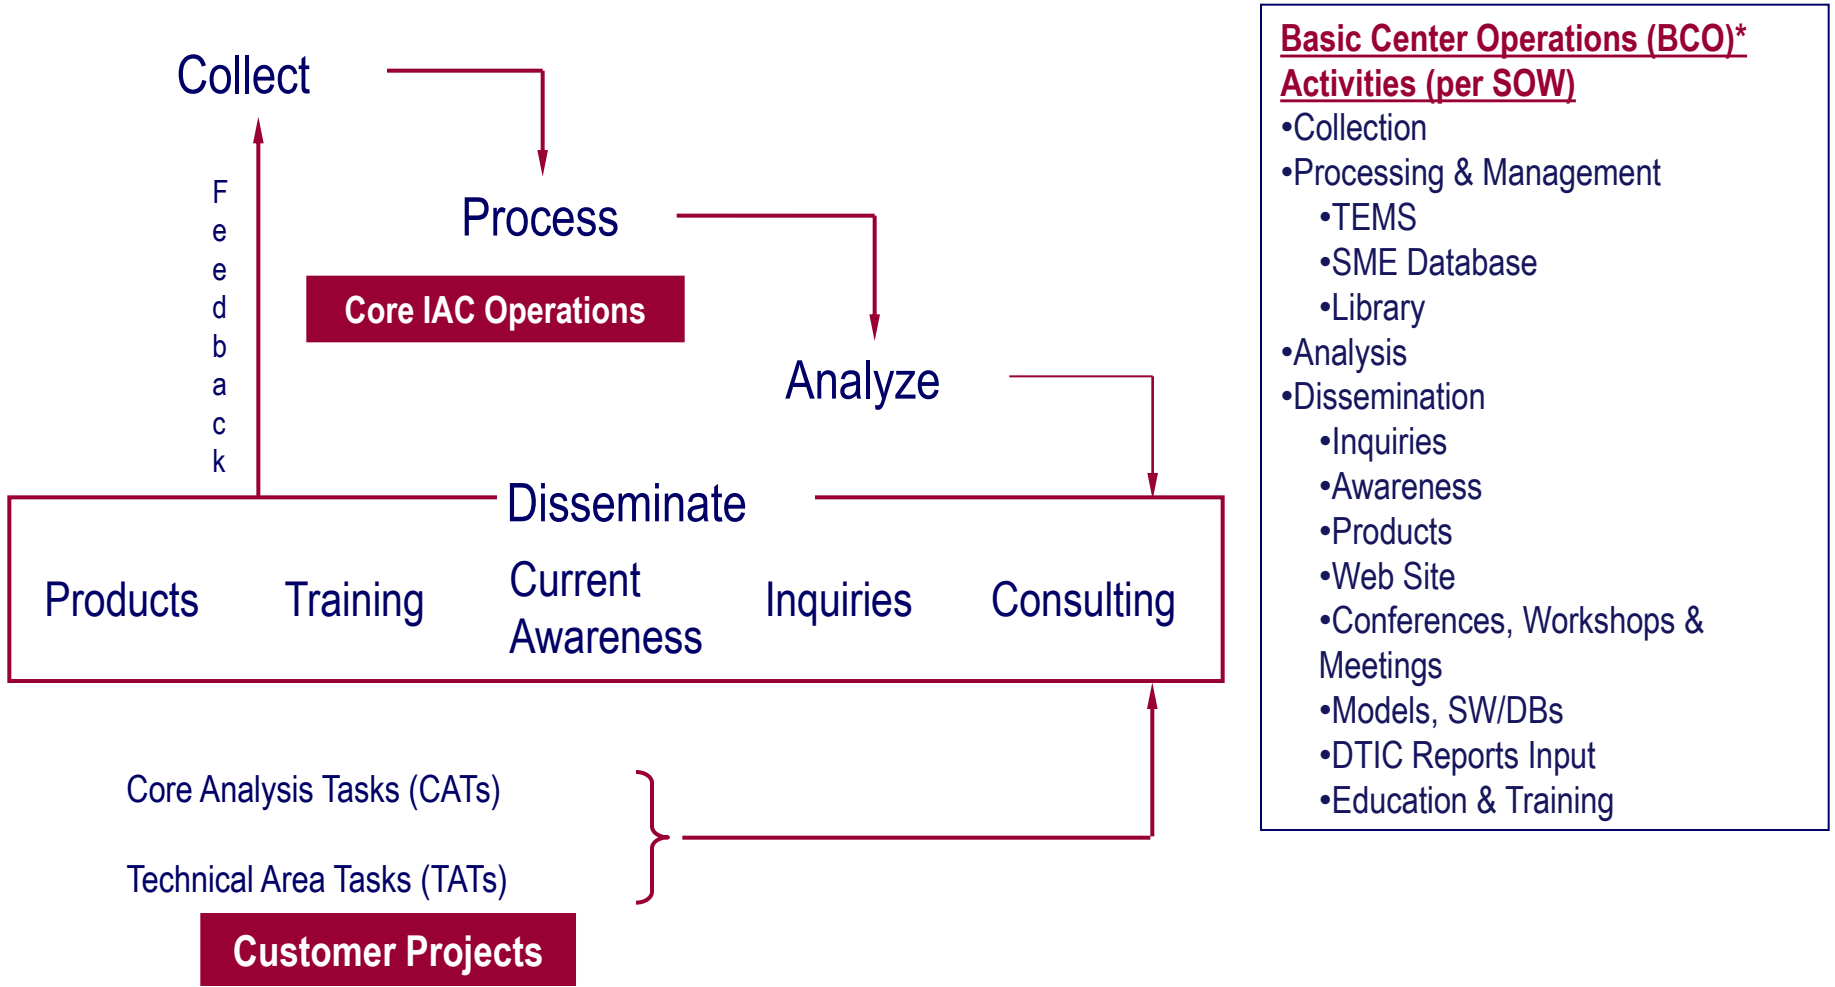 Collect
Process
Core IAC Operations
Analyze
Feedback
Disseminate
Products
Training
Current
Awareness
Inquiries
Consulting
Core Analysis Tasks (CATs)
Technical Area Tasks (TATs)
Customer Projects
Basic Center Operations (BCO)*
Activities (per SOW)
•Collection
•Processing & Management
•TEMS
•SME Database
•Library
•Analysis
•Dissemination
•Inquiries
•Awareness
•Products
•Web Site
•Conferences, Workshops &
Meetings
•Models, SW/DBs
•DTIC Reports Input
•Education & Training